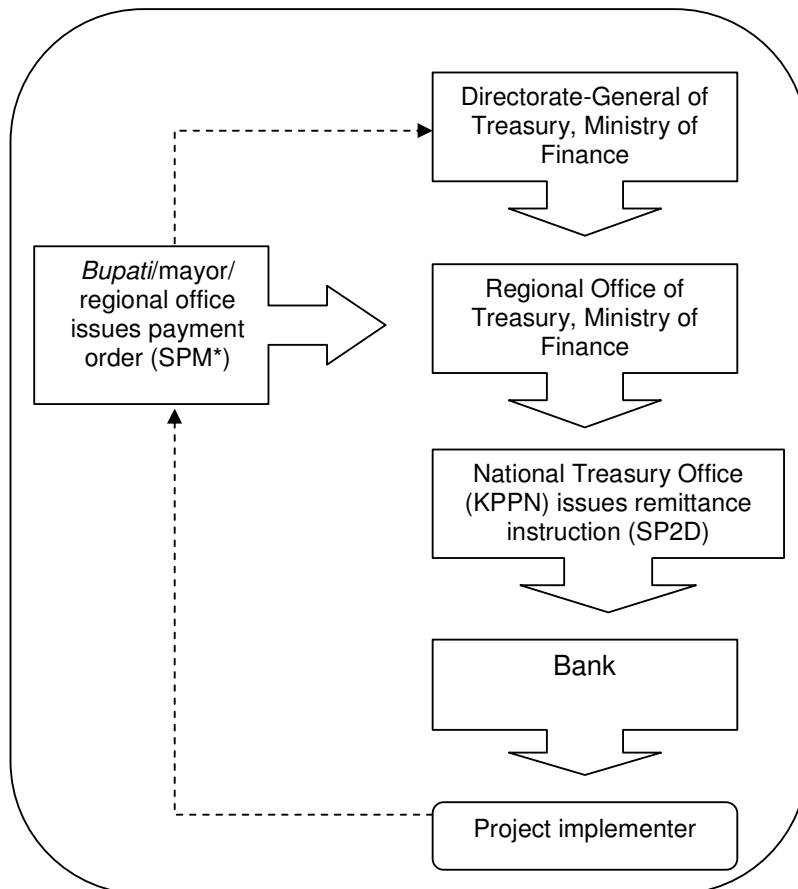 Directorate-General of
Treasury, Ministry of
Finance
Bupati/mayor/
regional office
issues payment
order (SPM*)
Regional Office of
Treasury, Ministry of
Finance
National Treasury Office
(KPPN) issues remittance
instruction (SP2D)
Bank
Project implementer